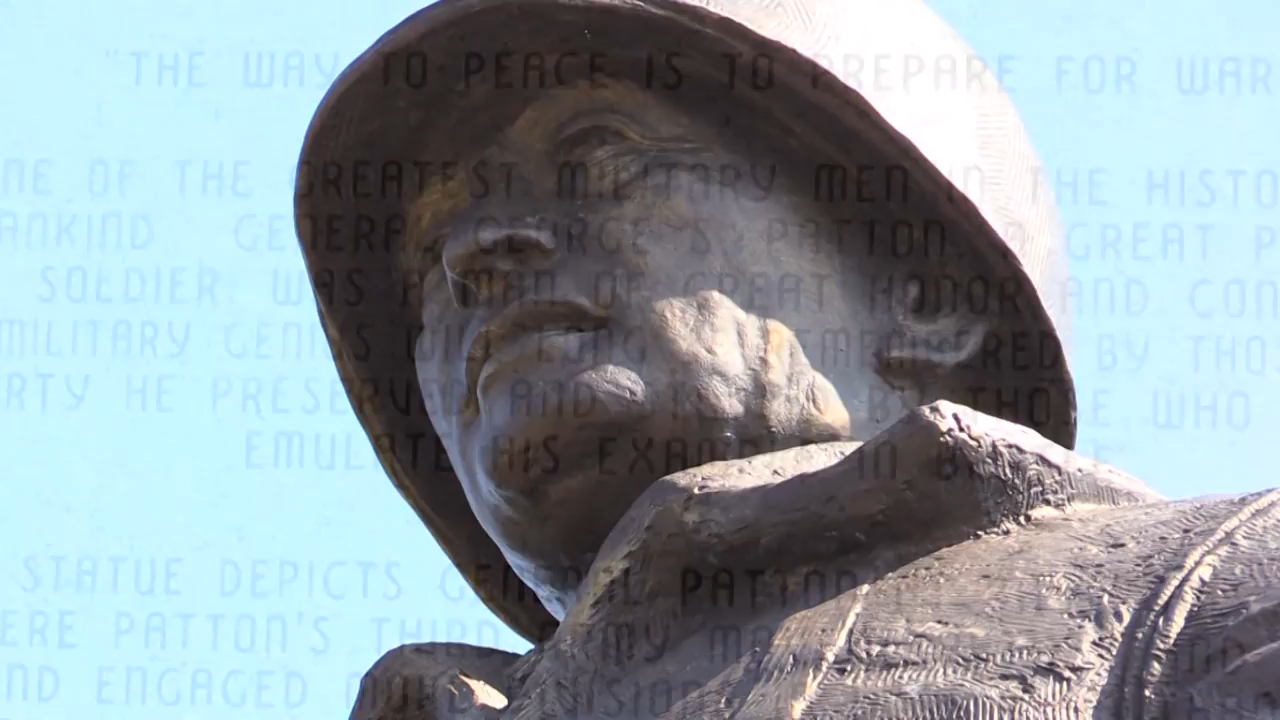 "THE WAY TO PEACE IS TO PREPARE FOR WAR
NE OF THE GREATEST MILITARY MEN IN THE HISTO
ANKIND GENERAL GEORGE S. PATTON. A GREAT P
SOLDIER WAS A MAN OF GREAT HONOR AND CON
MILITARY GENIUS WILL LONG REMEMBERED BY THO
RTY HE PRESERVED AND BY THOSE WHO
EMULATE HIS EXAMPLE IN
STATUE DEPICTS GENERAL PATTON
ERE PATTON'S THIRD ARMY
ND ENGAGED DIVISION